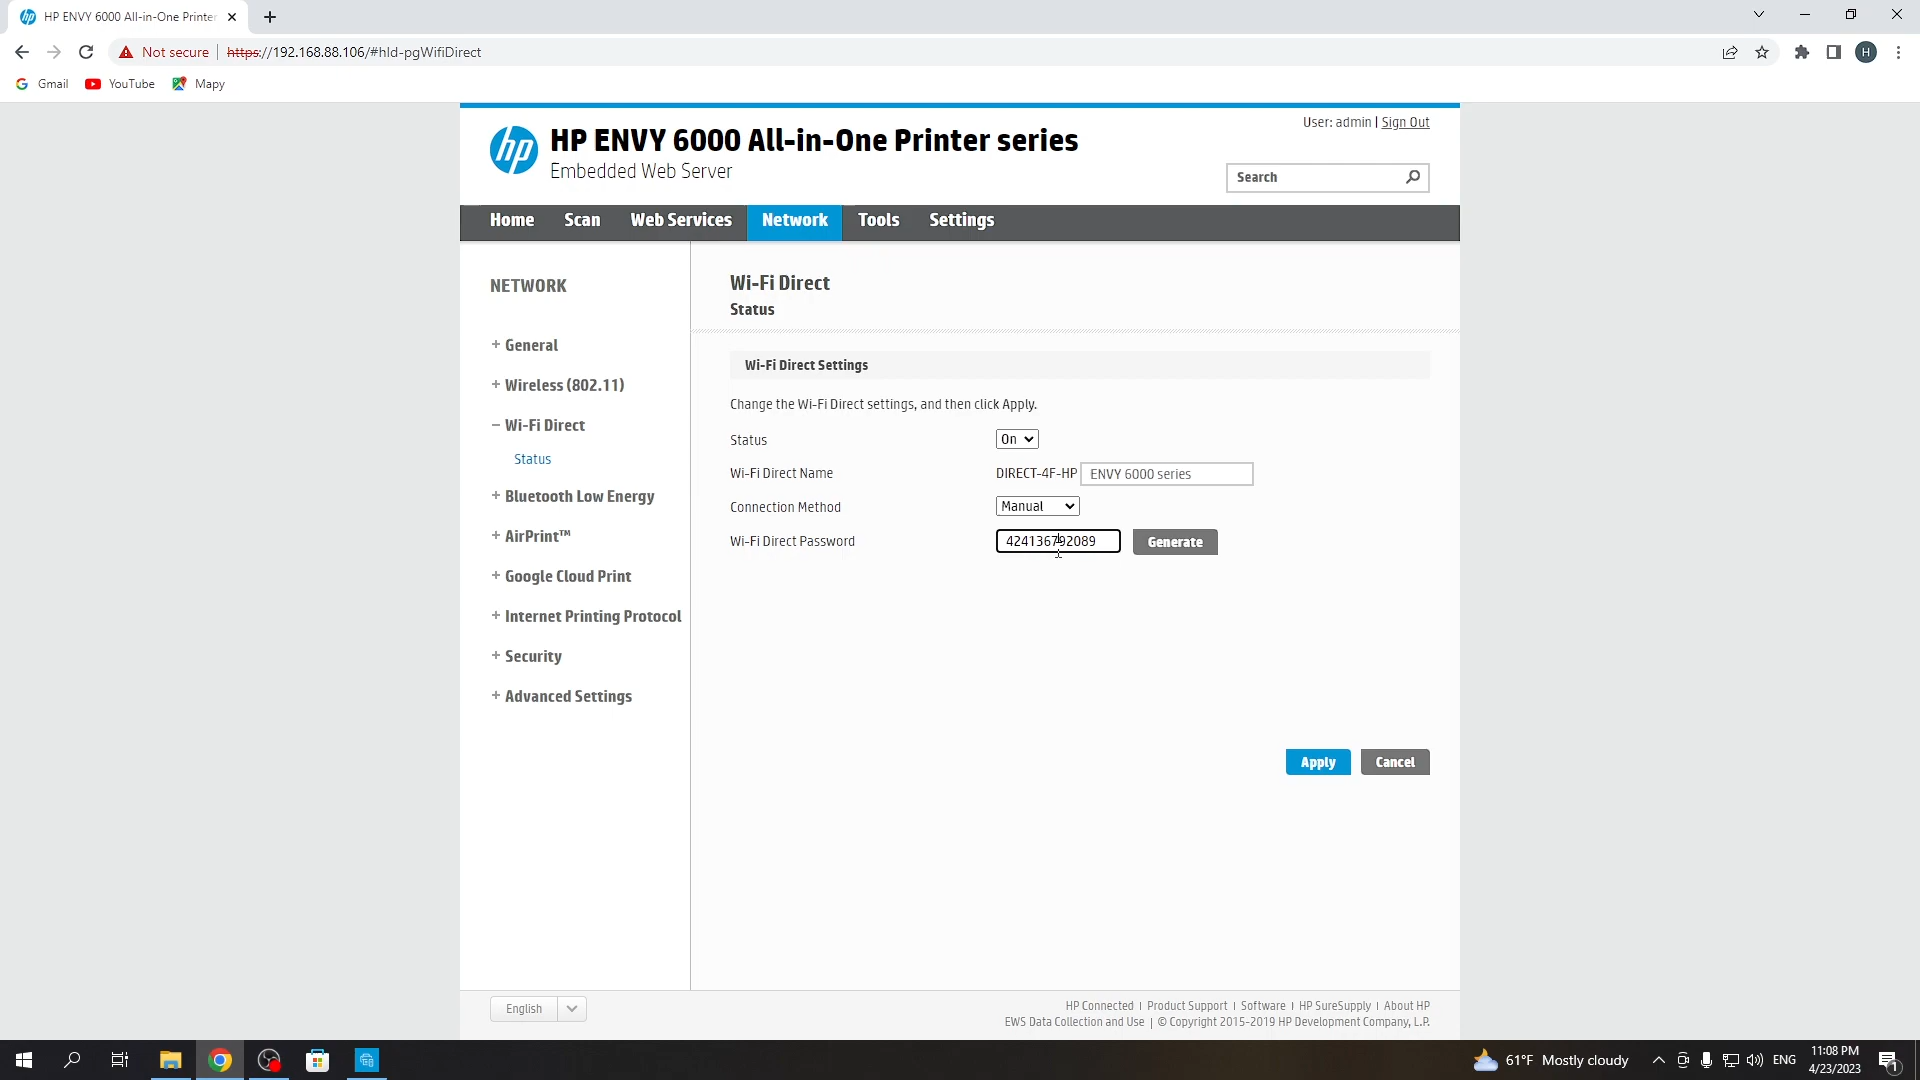 HP ENVY 6000 All-in-One Printer
Not secure | https://192.168.88.106/#hld-pgWifiDirect
H
Gmail YouTube Mapy
User: admin | Sign Out
hp HP ENVY 6000 All-in-One Printer series
Embedded Web Server
Search
Home Scan Web Services Network Tools Settings
NETWORK
+ General
+ Wireless (802.11)
− Wi-Fi Direct
Status
+ Bluetooth Low Energy
+ AirPrint™
+ Google Cloud Print
+ Internet Printing Protocol
+ Security
+ Advanced Settings
Wi-Fi Direct
Status
Wi-Fi Direct Settings
Change the Wi-Fi Direct settings, and then click Apply.
Status On
Wi-Fi Direct Name DIRECT-4F-HP ENVY 6000 series
Connection Method Manual
Wi-Fi Direct Password 424136792089 Generate
Apply Cancel
English
HP Connected | Product Support | Software | HP SureSupply | About HP
EWS Data Collection and Use | © Copyright 2015-2019 HP Development Company, L.P.
61°F Mostly cloudy
ENG
11:08 PM
4/23/2023
1